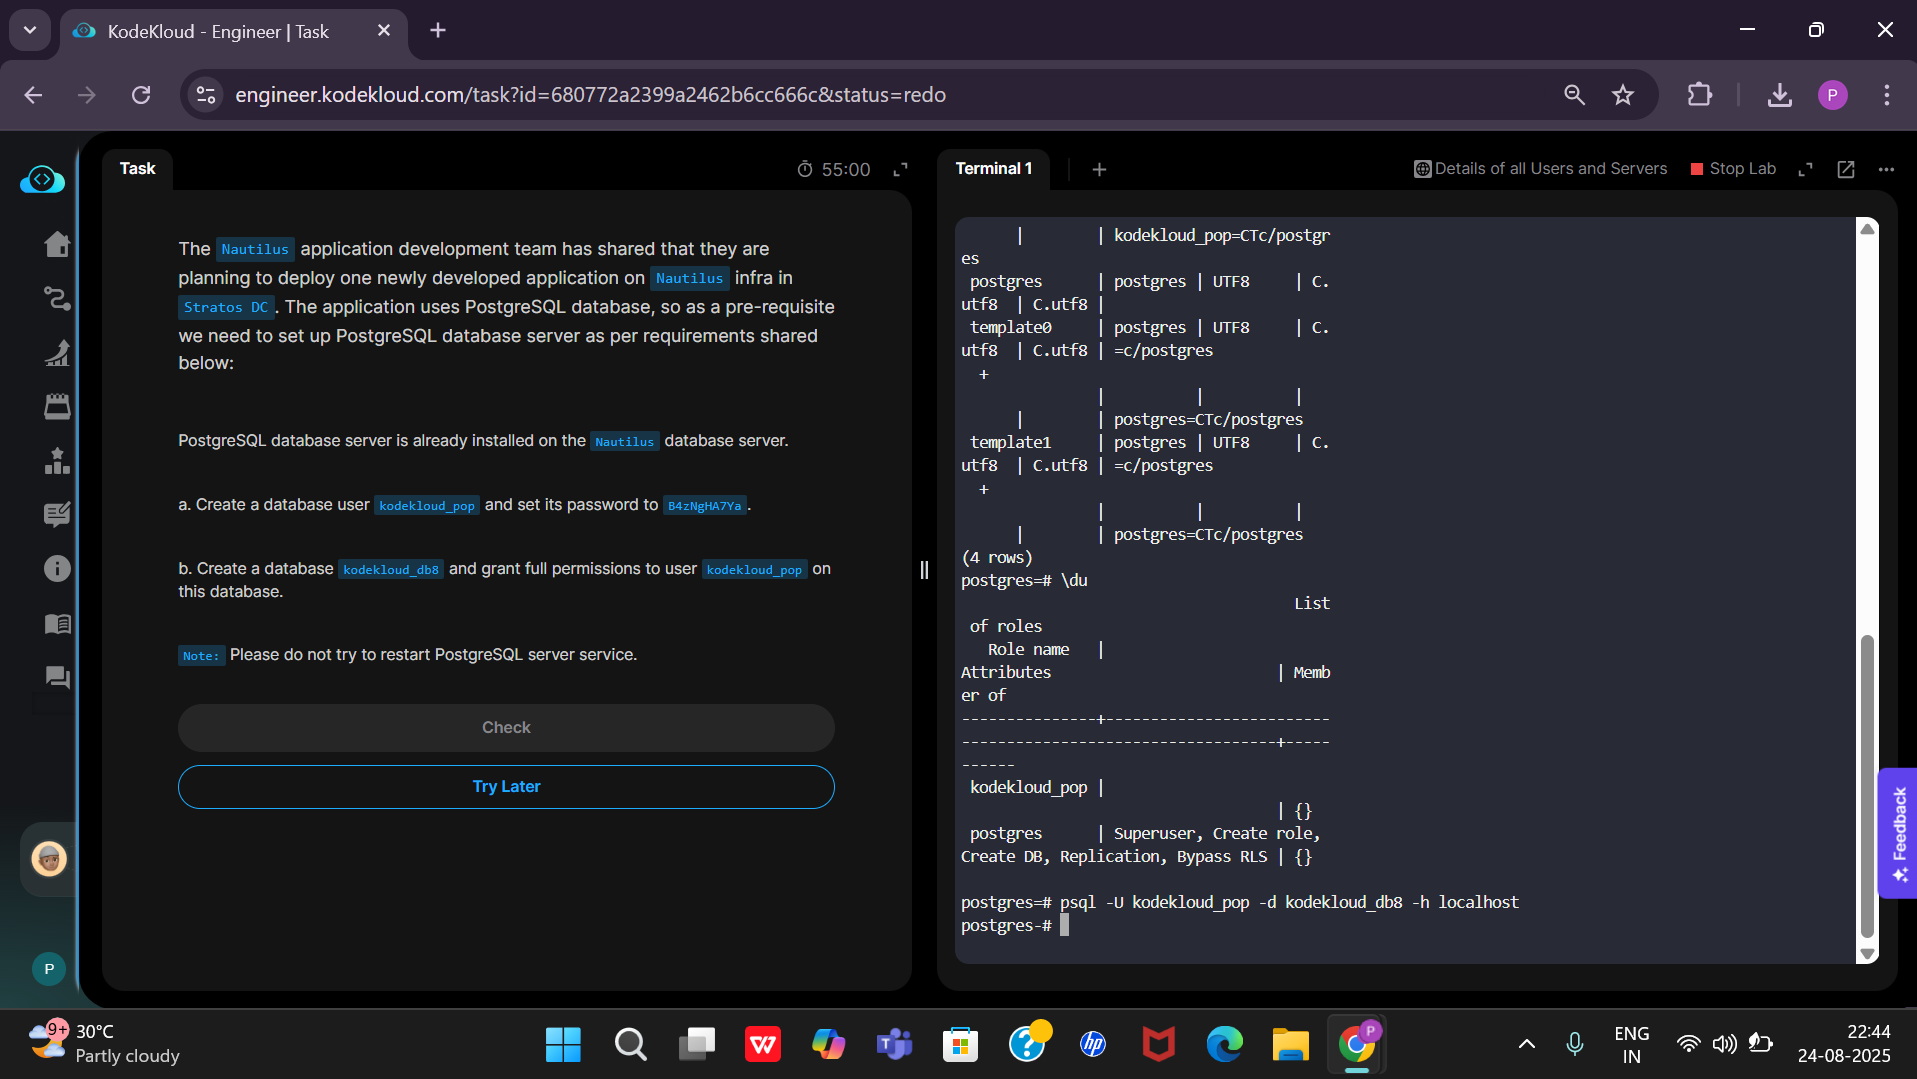 KodeKloud - Engineer | Task
engineer.kodekloud.com/task?id=680772a2399a2462b6cc666c&status=redo
P
Task
55:00
The Nautilus application development team has shared that they are
planning to deploy one newly developed application on Nautilus infra in
Stratos DC. The application uses PostgreSQL database, so as a pre-requisite
we need to set up PostgreSQL database server as per requirements shared
below:
PostgreSQL database server is already installed on the Nautilus database server.
a. Create a database user kodekloud_pop and set its password to B4zNgHA7Ya.
b. Create a database kodekloud_db8 and grant full permissions to user kodekloud_pop on
this database.
Note: Please do not try to restart PostgreSQL server service.
Check
Try Later
P
Terminal 1
Details of all Users and Servers
Stop Lab
|        | kodekloud_pop=CTc/postgr
es
postgres      | postgres | UTF8     | C.
utf8  | C.utf8 |
template0     | postgres | UTF8     | C.
utf8  | C.utf8 | =c/postgres
+
|          |          |
|        | postgres=CTc/postgres
template1     | postgres | UTF8     | C.
utf8  | C.utf8 | =c/postgres
+
|          |          |
|        | postgres=CTc/postgres
(4 rows)
postgres=# \du
List
of roles
Role name   |
Attributes                         | Memb
er of
---------------+-------------------------
-----------------------------------+-----
------
kodekloud_pop |
| {}
postgres      | Superuser, Create role,
Create DB, Replication, Bypass RLS | {}
postgres=# psql -U kodekloud_pop -d kodekloud_db8 -h localhost
postgres-#
Feedback
9+
30°C
Partly cloudy
W
T
?
hp
P
ENG
IN
22:44
24-08-2025